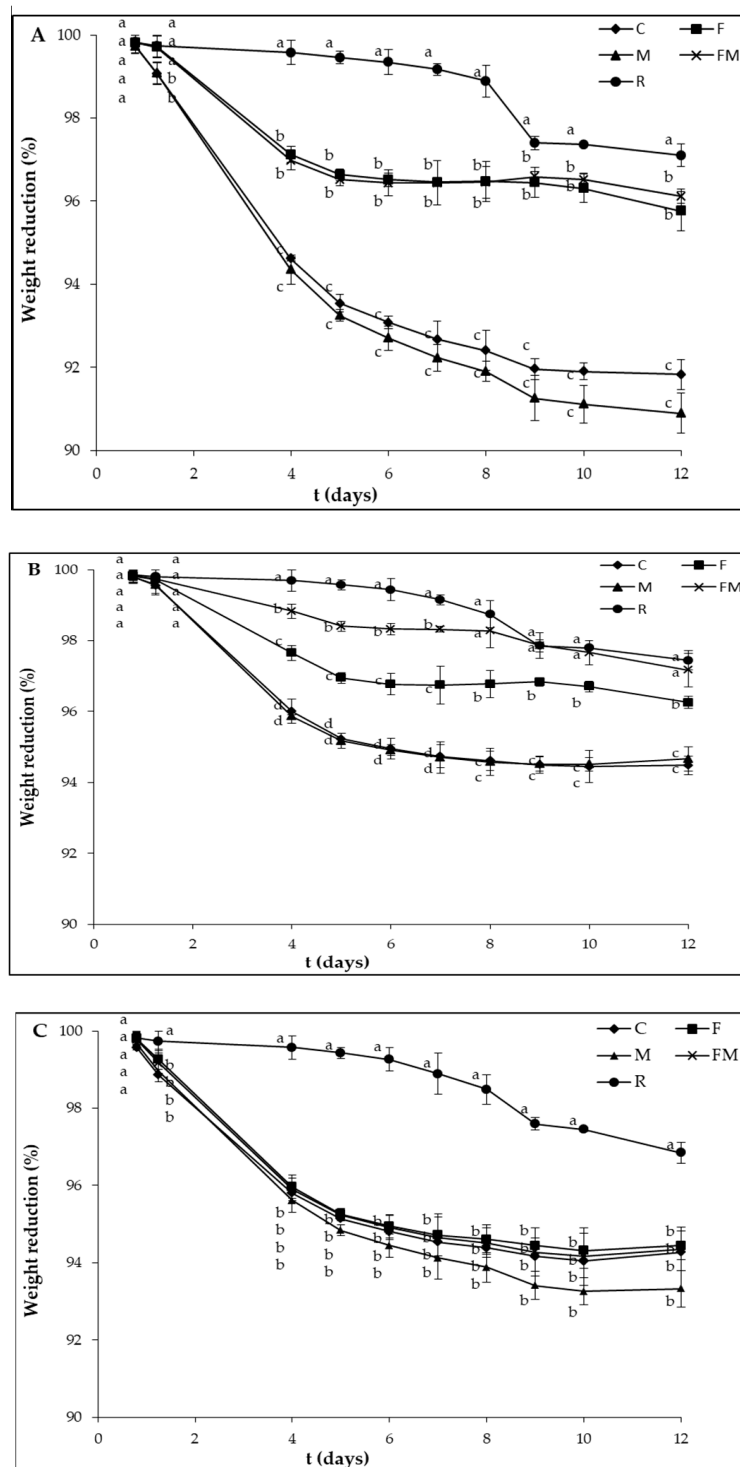 A
C
F
M
FM
R
Weight reduction (%)
100
98
96
94
92
90
0
2
4
6
8
10
12
t (days)
a a a a a
a a a b b
a b b c c
a b b c c
a b b c c
a b b c c
a b b c c
a b b c c
a b b c c
a b b c c
B
C
F
M
FM
R
Weight reduction (%)
100
98
96
94
92
90
0
2
4
6
8
10
12
t (days)
a a a a a
a a a a a
a b c d d
a b c d d
a b c d d
a b c d d
a a b c c
a a b c c
a a b c c
a a b c c
C
C
F
M
FM
R
Weight reduction (%)
100
98
96
94
92
90
0
2
4
6
8
10
12
t (days)
a a a a a
a b b b b
a b b b b
a b b b b
a b b b b
a b b b b
a b b b b
a b b b b
a b b b b
a b b b b